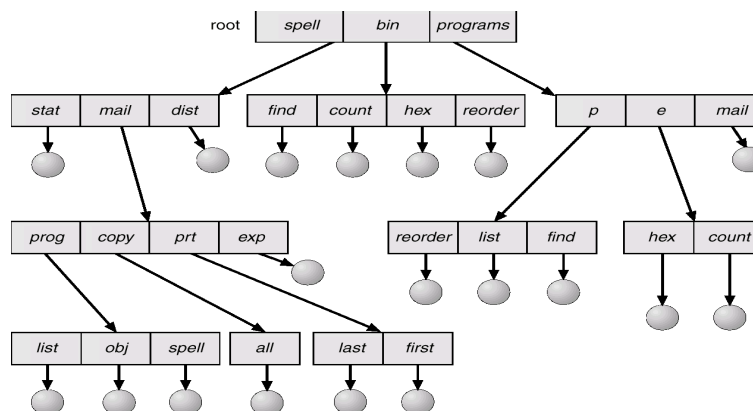 root spell bin programs
stat mail dist find count hex reorder p e mail
prog copy prt exp reorder list find hex count
list obj spell all last first